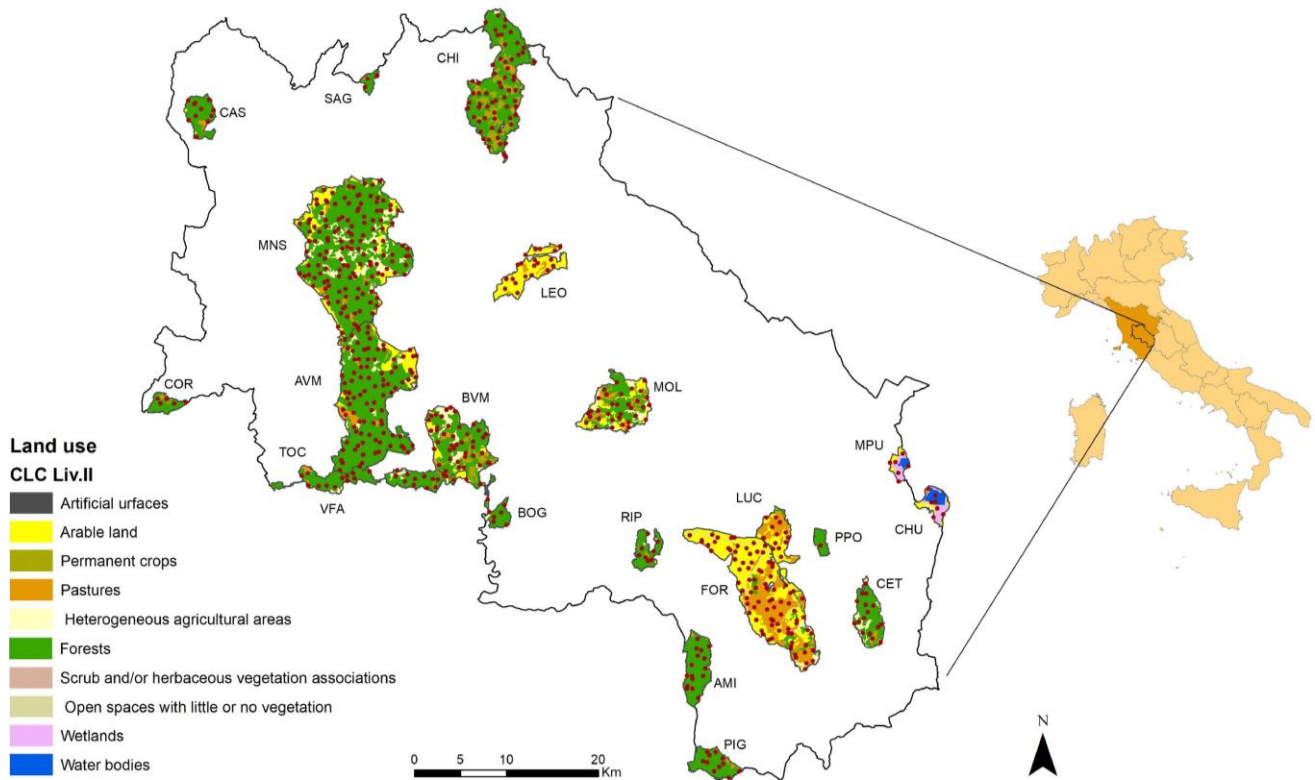 CHI
SAG
CAS
MNS
LEO
COR
AVM
MOL
BVM
Land use
CLC Liv.II
Artificial urfaces
Arable land
Permanent crops
Pastures
Heterogeneous agricultural areas
Forests
Scrub and/or herbaceous vegetation associations
Open spaces with little or no vegetation
Wetlands
Water bodies
TOC
VFA
BOG
RIP
LUC
MPU
CHU
PPO
FOR
CET
AMI
PIG
N
0 5 10 20
Km